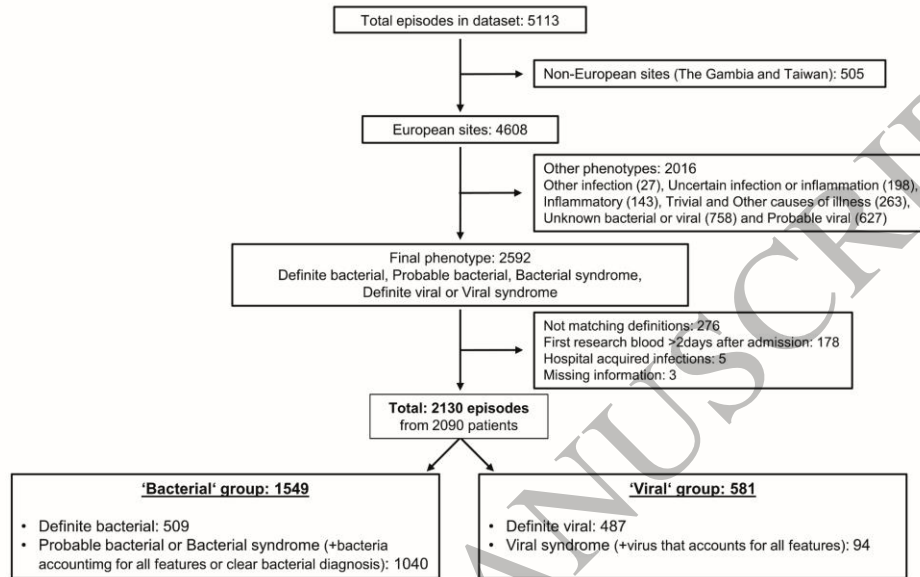 Total episodes in dataset: 5113
Non-European sites (The Gambia and Taiwan): 505
European sites: 4608
Other phenotypes: 2016
Other infection (27), Uncertain infection or inflammation (198),
Inflammatory (143), Trivial and Other causes of illness (263),
Unknown bacterial or viral (758) and Probable viral (627)
Final phenotype: 2592
Definite bacterial, Probable bacterial, Bacterial syndrome,
Definite viral or Viral syndrome
Not matching definitions: 276
First research blood >2days after admission: 178
Hospital acquired infections: 5
Missing information: 3
Total: 2130 episodes
from 2090 patients
‘Bacterial‘ group: 1549
• Definite bacterial: 509
• Probable bacterial or Bacterial syndrome (+bacteria
accountimg for all features or clear bacterial diagnosis): 1040
‘Viral‘ group: 581
• Definite viral: 487
• Viral syndrome (+virus that accounts for all features): 94
ANUSCRI